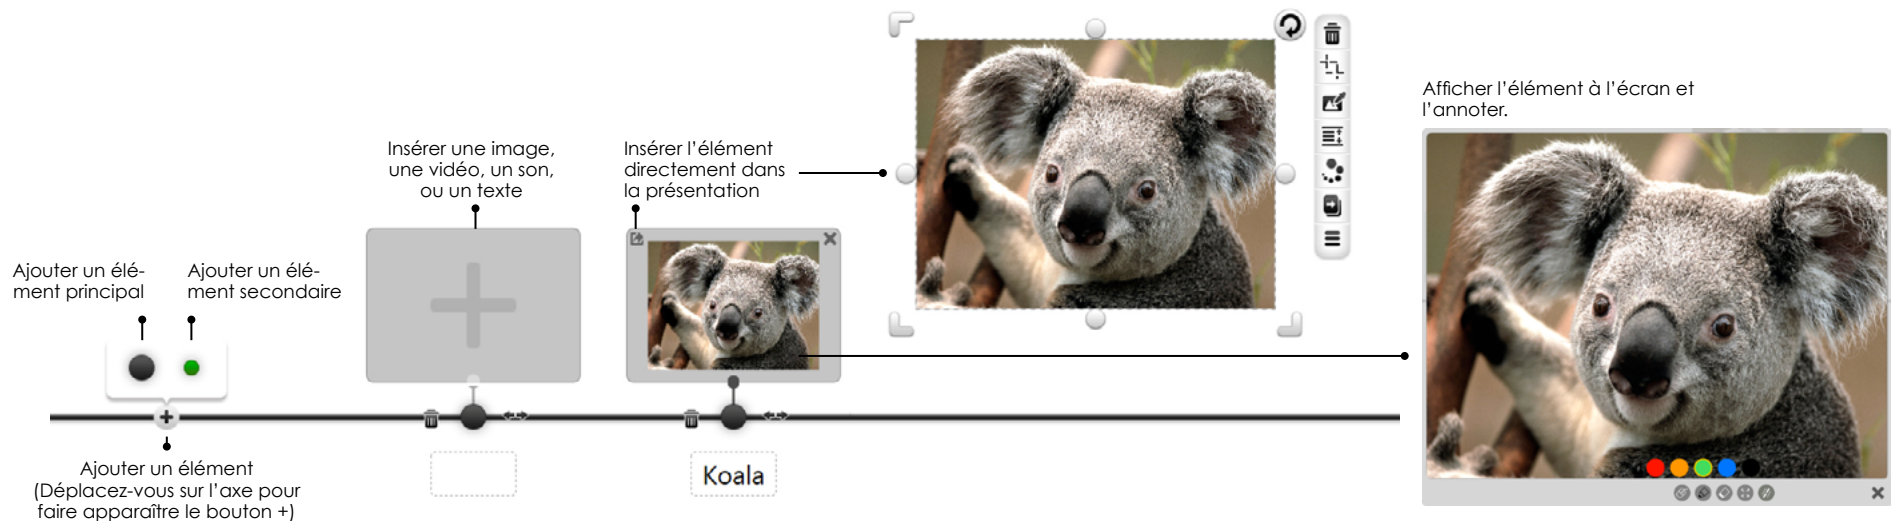 Ajouter un élé-
ment principal
Ajouter un élé-
ment secondaire
Ajouter un élément
(Déplacez-vous sur l’axe pour
faire apparaître le bouton +)
Insérer une image,
une vidéo, un son,
ou un texte
Insérer l’élément
directement dans
la présentation
Koala
Afficher l’élément à l’écran et
l’annoter.